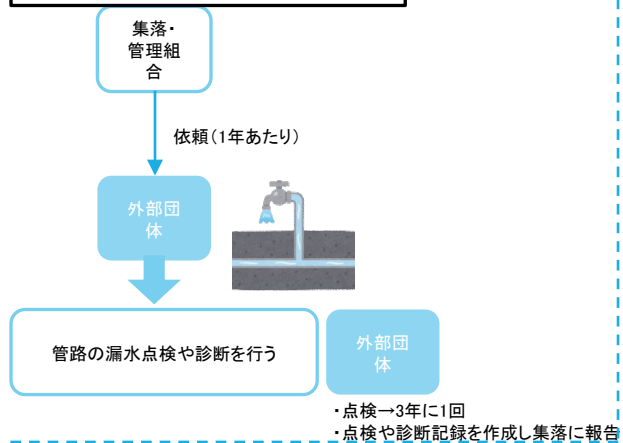 集落・
管理組
合
依頼（1年あたり）
外部団
体
管路の漏水点検や診断を行う
外部団
体
・点検→3年に1回
・点検や診断記録を作成し集落に報告